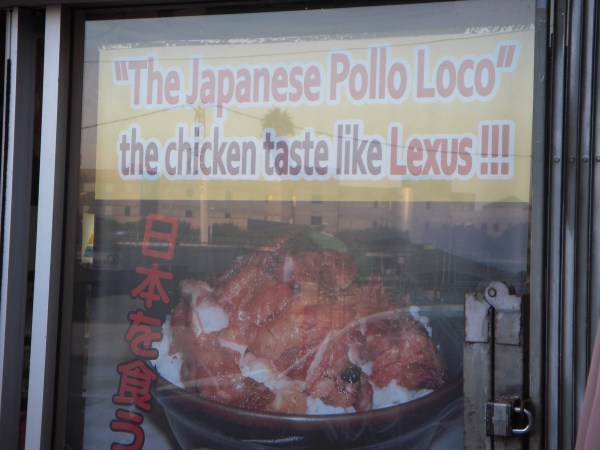 "The Japanese Pollo Loco"
the chicken taste like Lexus !!!
日本を食